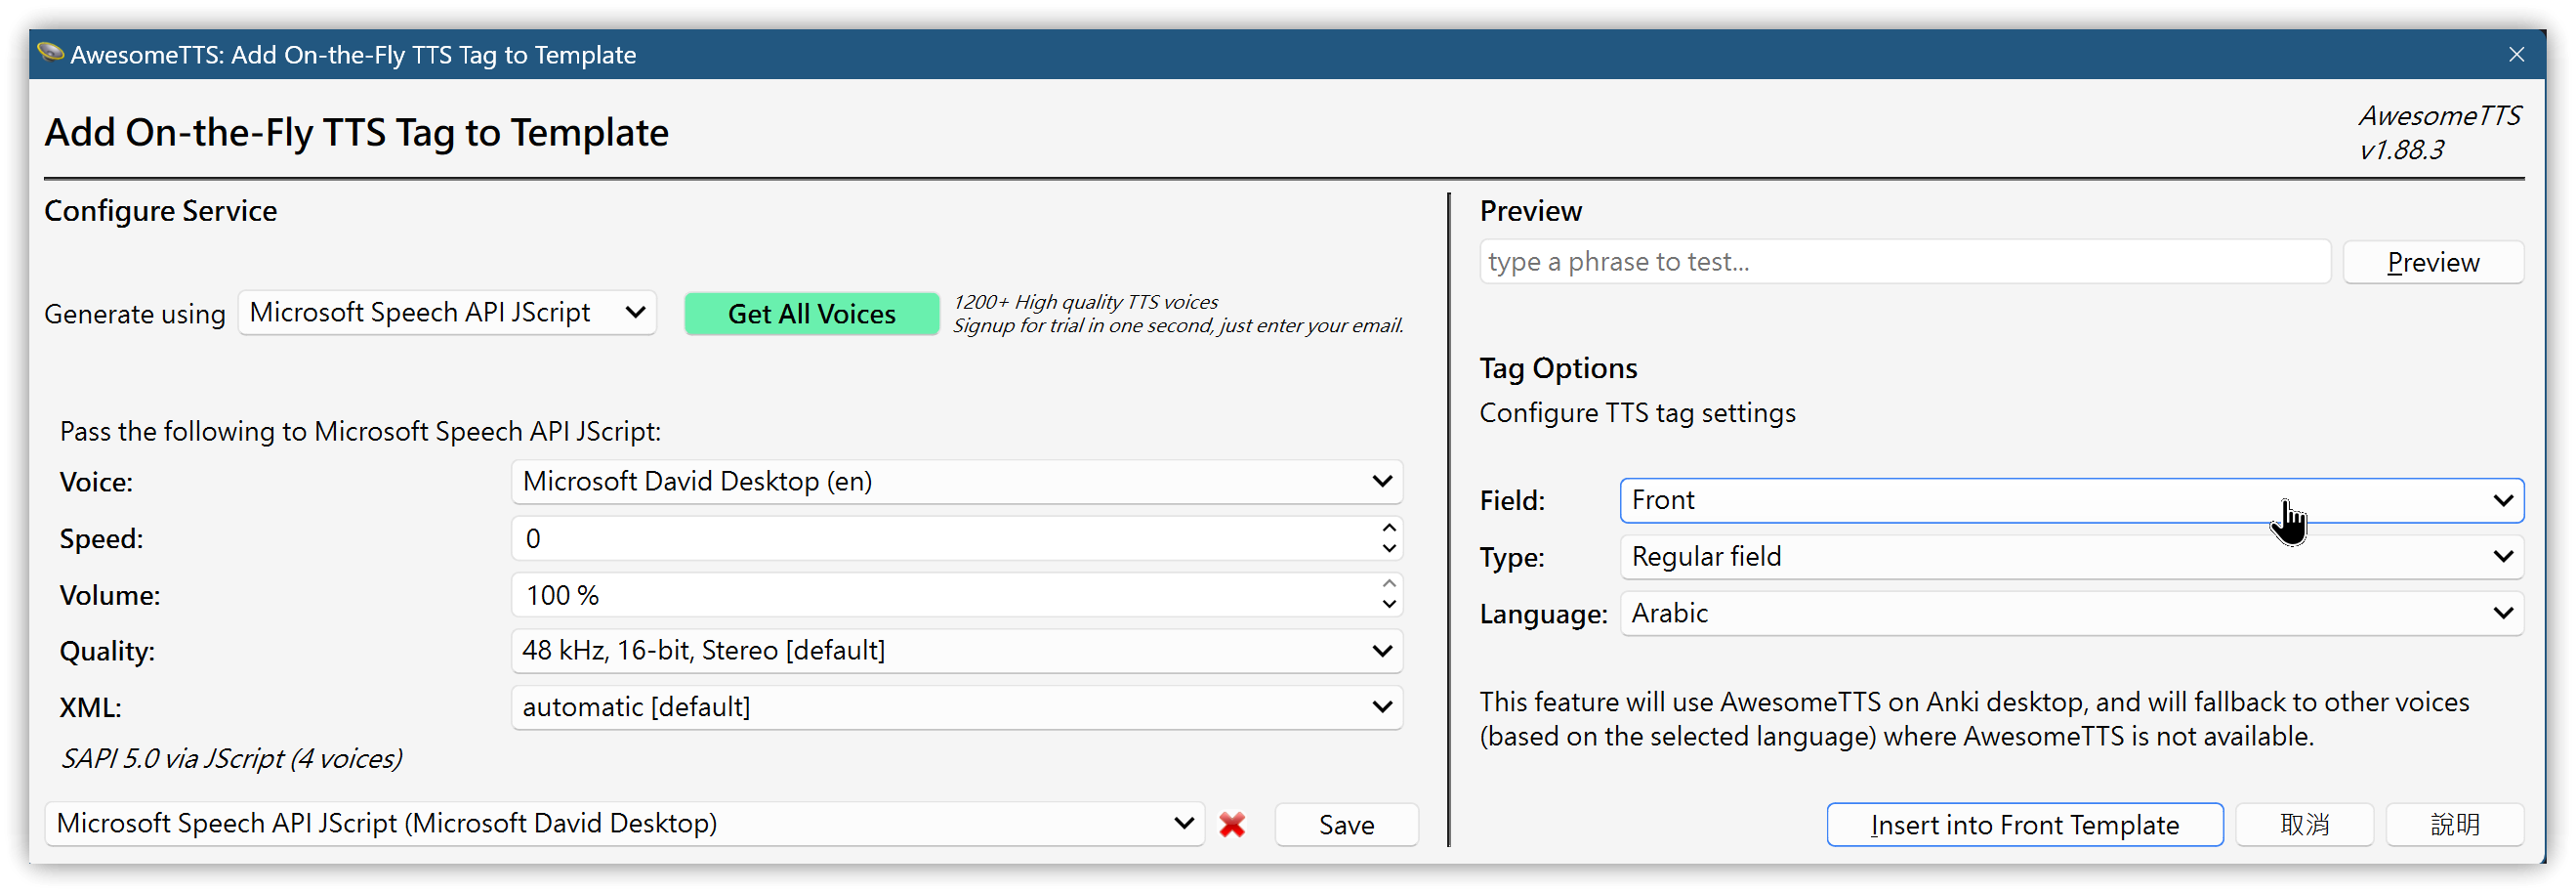 AwesomeTTS: Add On-the-Fly TTS Tag to Template
Add On-the-Fly TTS Tag to Template
AwesomeTTS
v1.88.3
Configure Service
Generate using
Microsoft Speech API JScript
Get All Voices
1200+ High quality TTS voices
Signup for trial in one second, just enter your email.
Pass the following to Microsoft Speech API JScript:
Voice: Microsoft David Desktop (en)
Speed: 0
Volume: 100 %
Quality: 48 kHz, 16-bit, Stereo [default]
XML: automatic [default]
SAPI 5.0 via JScript (4 voices)
Microsoft Speech API JScript (Microsoft David Desktop)
Save
Preview
type a phrase to test...
Preview
Tag Options
Configure TTS tag settings
Field: Front
Type: Regular field
Language: Arabic
This feature will use AwesomeTTS on Anki desktop, and will fallback to other voices
(based on the selected language) where AwesomeTTS is not available.
Insert into Front Template
取消
說明